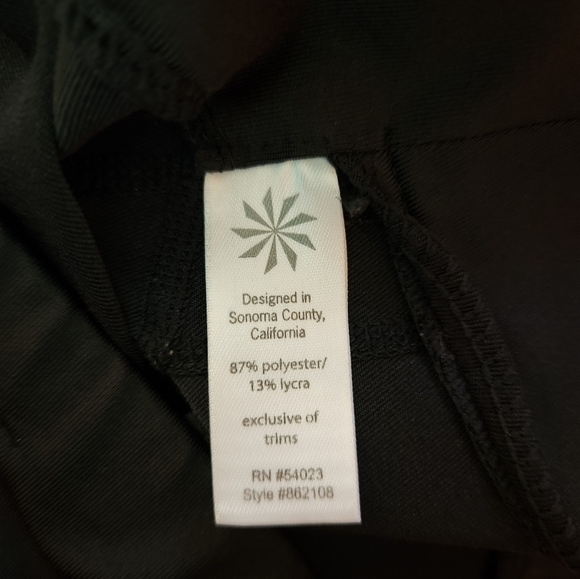 Designed in
Sonoma County,
California
87% polyester/
13% lycra
exclusive of
trims
RN #54023
Style #862108